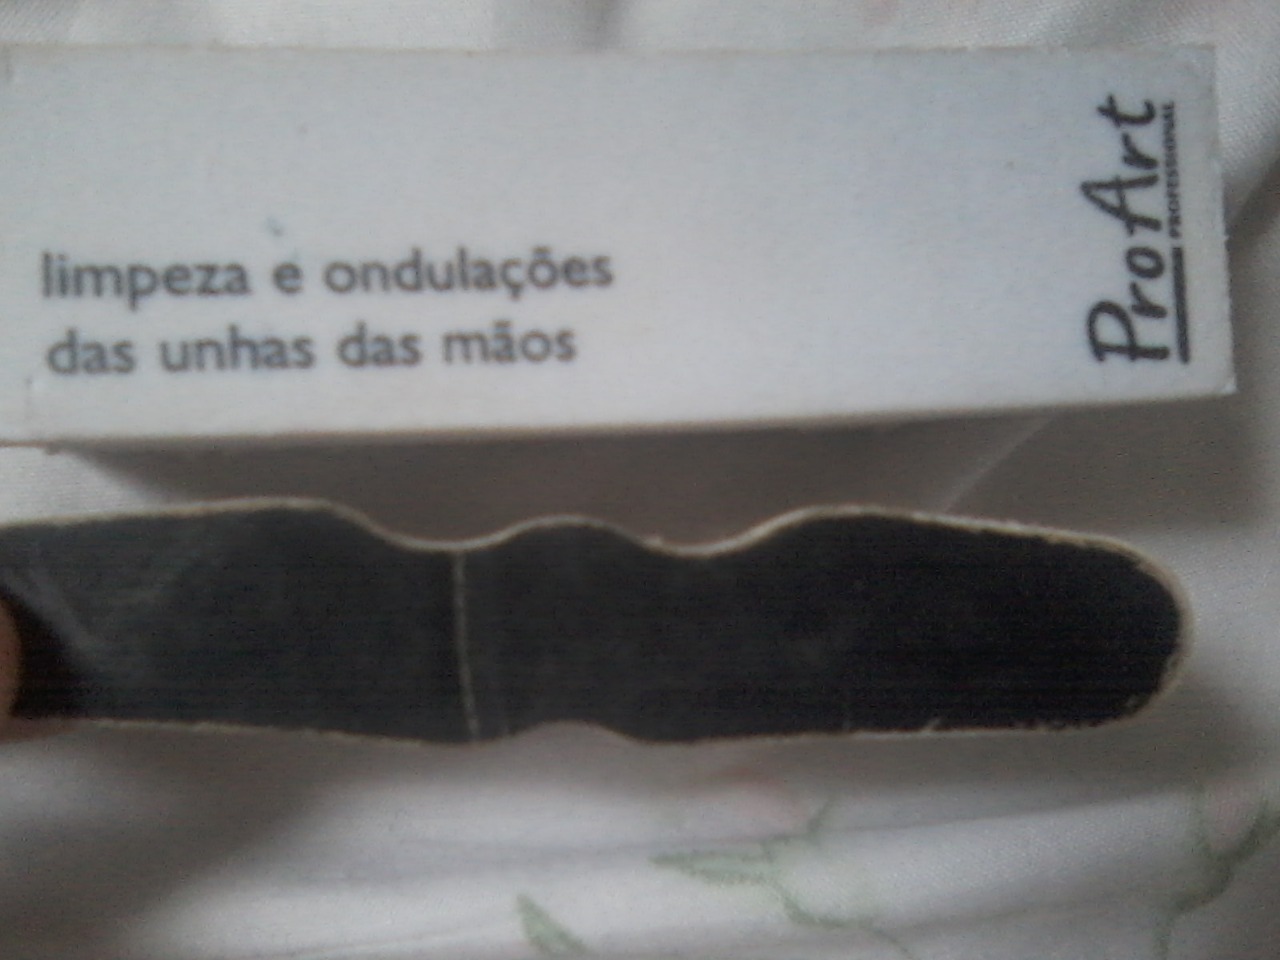 limpeza e ondulações
das unhas das mãos
ProArt
PROFESSIONAL